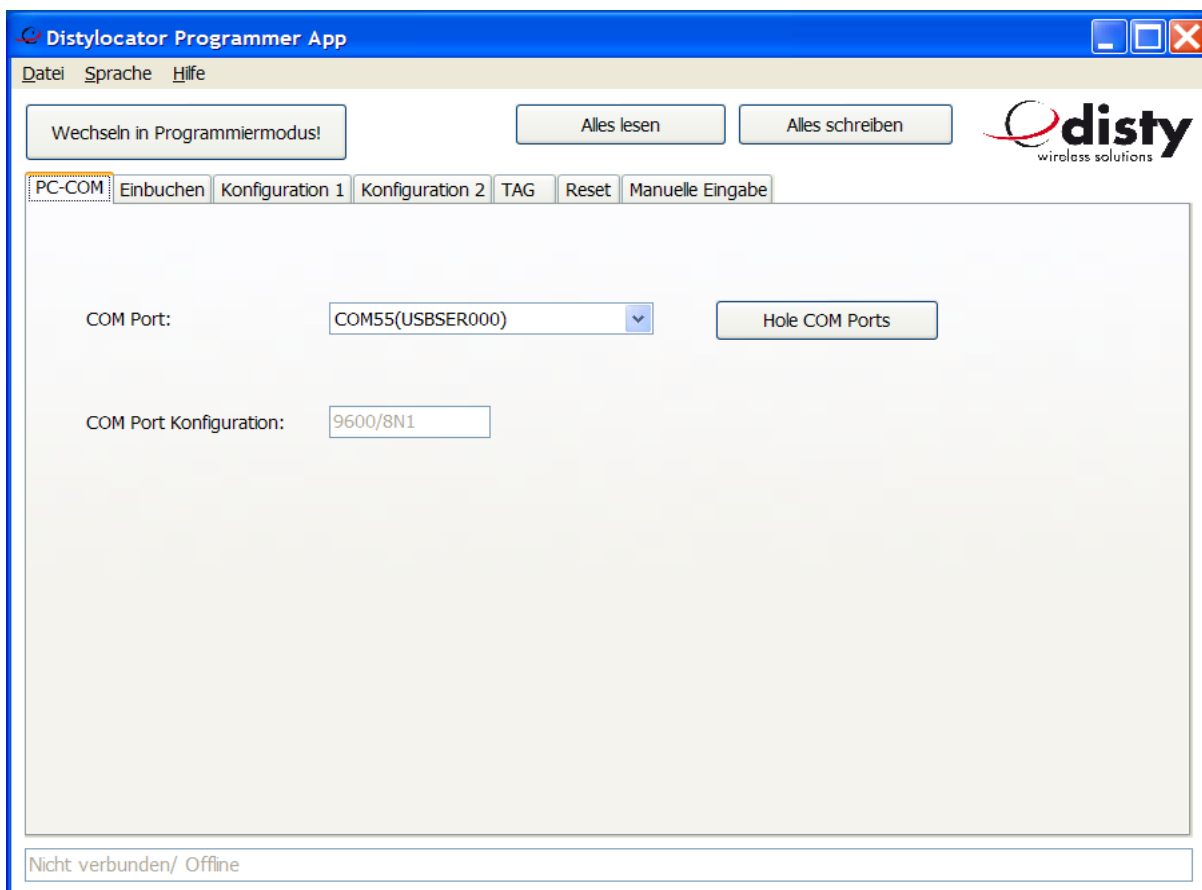 Distylocator Programmer App
Datei Sprache Hilfe
Wechseln in Programmiermodus! Alles lesen Alles schreiben
disty
wireless solutions
PC-COM Einbuchen Konfiguration 1 Konfiguration 2 TAG Reset Manuelle Eingabe
COM Port: COM55(USBSER000) Hole COM Ports
COM Port Konfiguration: 9600/8N1
Nicht verbunden/ Offline